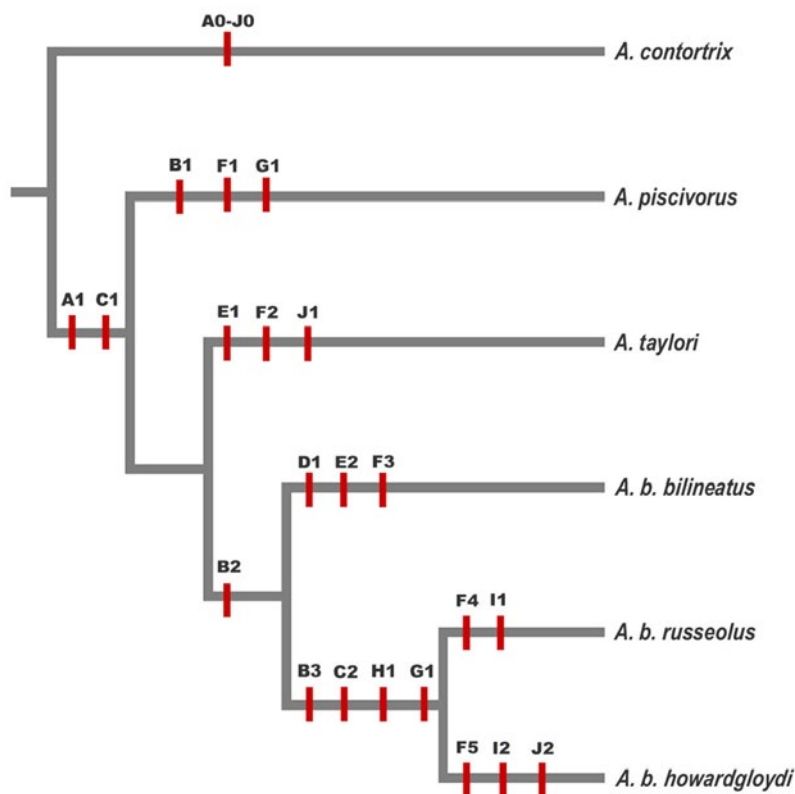 A0-J0
A. contortrix
B1 F1 G1
A. piscivorus
A1 C1
E1 F2 J1
A. taylori
D1 E2 F3
A. b. bilineatus
B2
F4 I1
A. b. russeolus
B3 C2 H1 G1
F5 I2 J2
A. b. howardgloydi